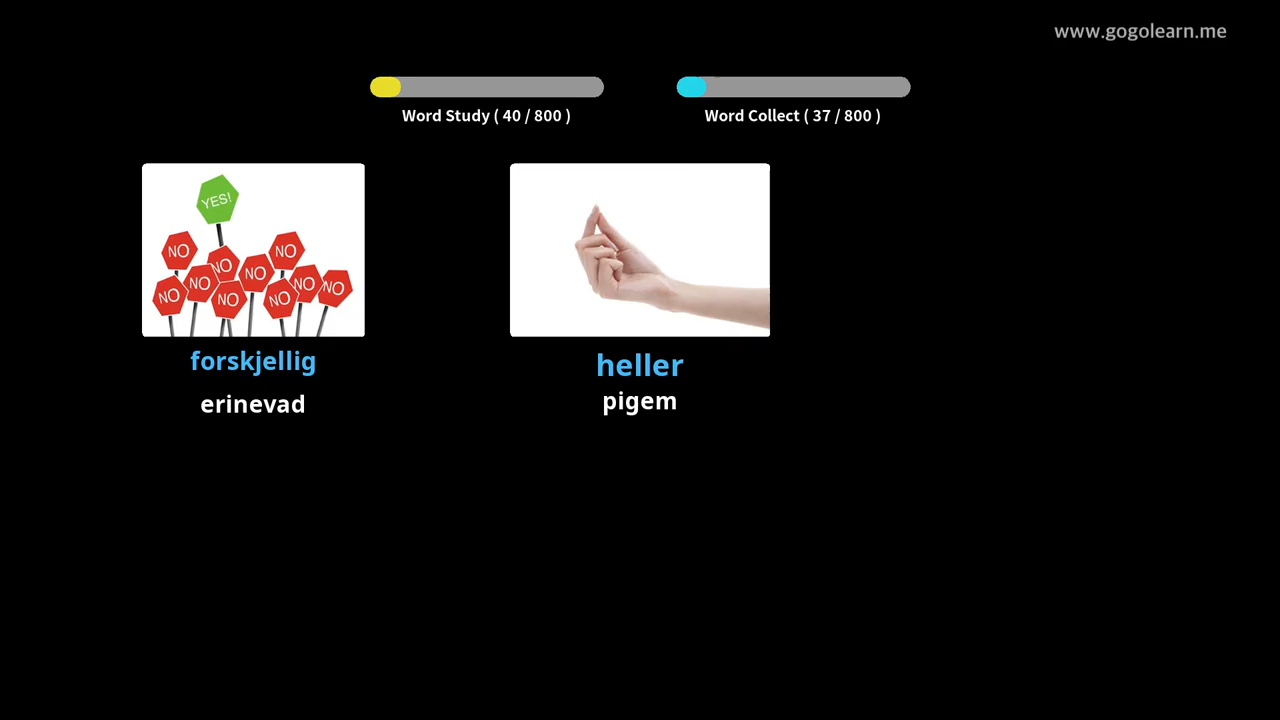 www.gogolearn.me
Word Study ( 40 / 800 )
Word Collect ( 37 / 800 )
YES!
NO
NO
NO
NO
NO
NO
NO
NO
NO
NO
forskjellig
heller
erinevad
pigem